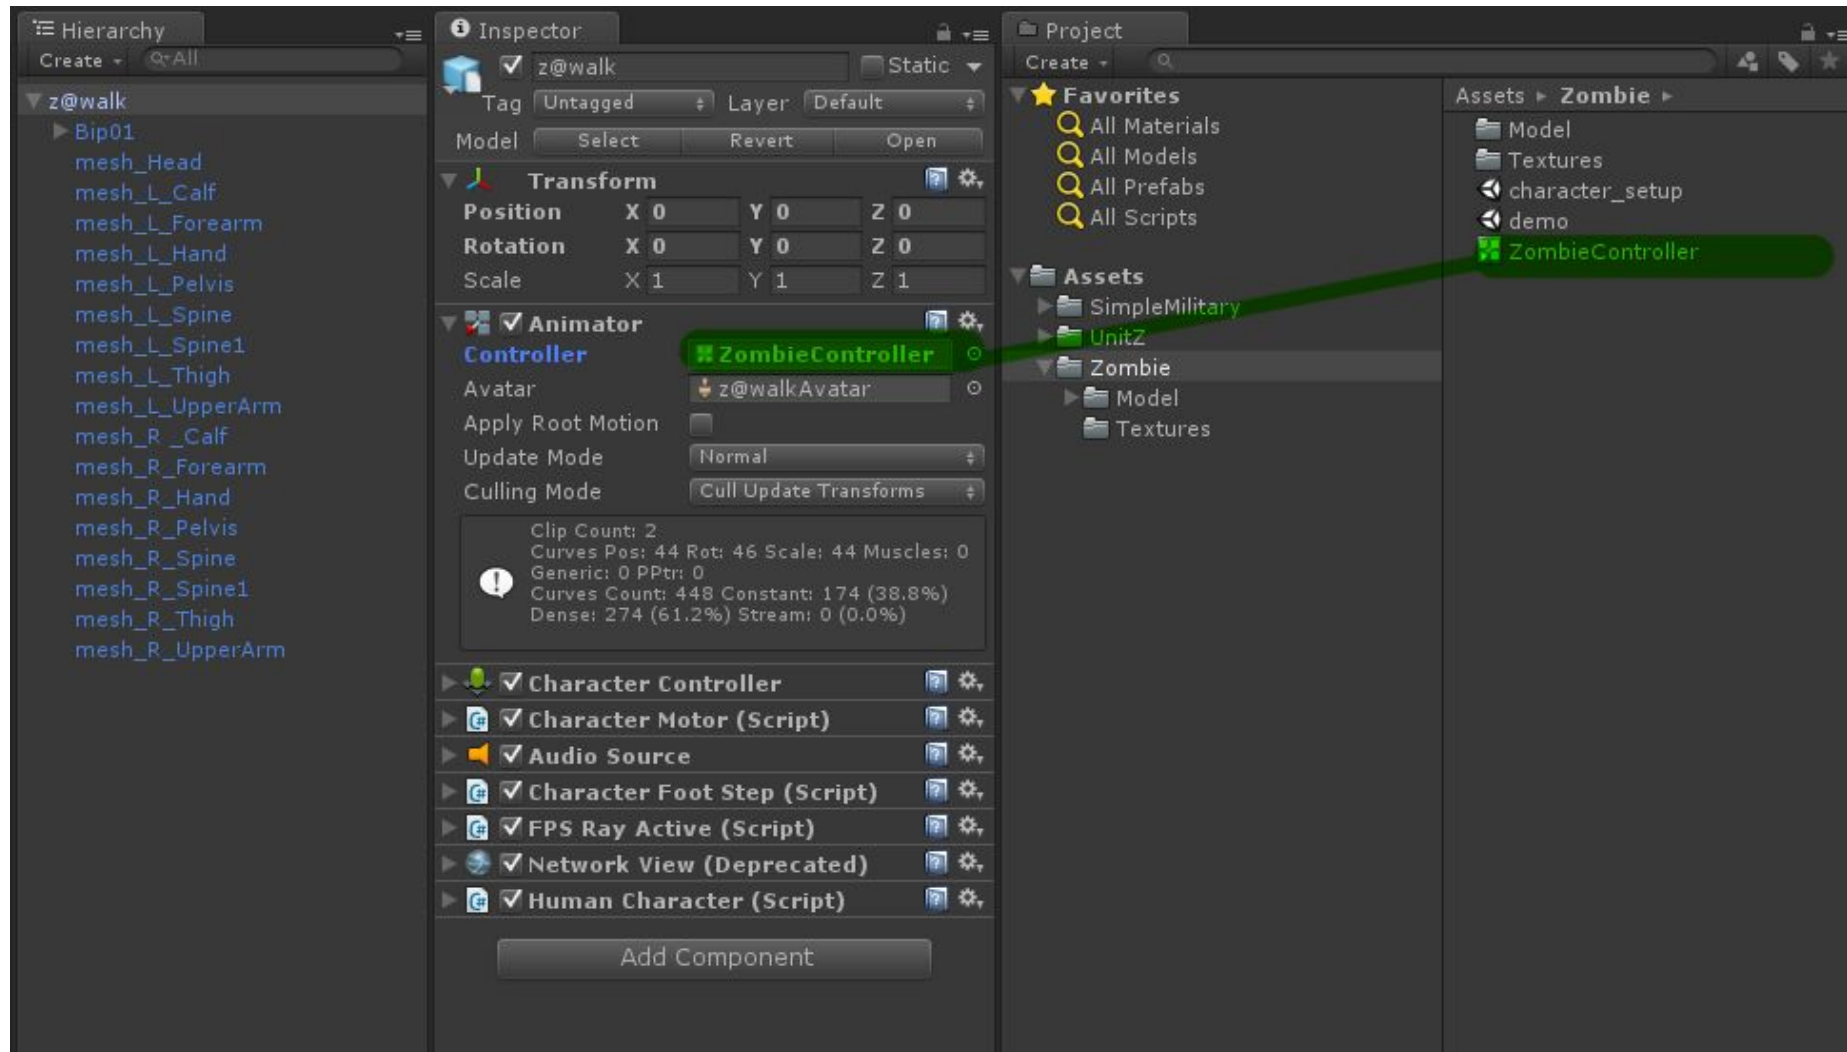 Hierarchy
Create
All
z@walk
Bip01
mesh_Head
mesh_L_Calf
mesh_L_Forearm
mesh_L_Hand
mesh_L_Pelvis
mesh_L_Spine
mesh_L_Spine1
mesh_L_Thigh
mesh_L_UpperArm
mesh_R _Calf
mesh_R_Forearm
mesh_R_Hand
mesh_R_Pelvis
mesh_R_Spine
mesh_R_Spine1
mesh_R_Thigh
mesh_R_UpperArm
Inspector
z@walk Static
Tag Untagged Layer Default
Model Select Revert Open
Transform
Position X 0 Y 0 Z 0
Rotation X 0 Y 0 Z 0
Scale X 1 Y 1 Z 1
Animator
Controller ZombieController
Avatar z@walkAvatar
Apply Root Motion
Update Mode Normal
Culling Mode Cull Update Transforms
Clip Count: 2
Curves Pos: 44 Rot: 46 Scale: 44 Muscles: 0
Generic: 0 PPtr: 0
Curves Count: 448 Constant: 174 (38.8%)
Dense: 274 (61.2%) Stream: 0 (0.0%)
Character Controller
Character Motor (Script)
Audio Source
Character Foot Step (Script)
FPS Ray Active (Script)
Network View (Deprecated)
Human Character (Script)
Add Component
Project
Create
Favorites
All Materials
All Models
All Prefabs
All Scripts
Assets
SimpleMilitary
UnitZ
Zombie
Model
Textures
Assets Zombie
Model
Textures
character_setup
demo
ZombieController